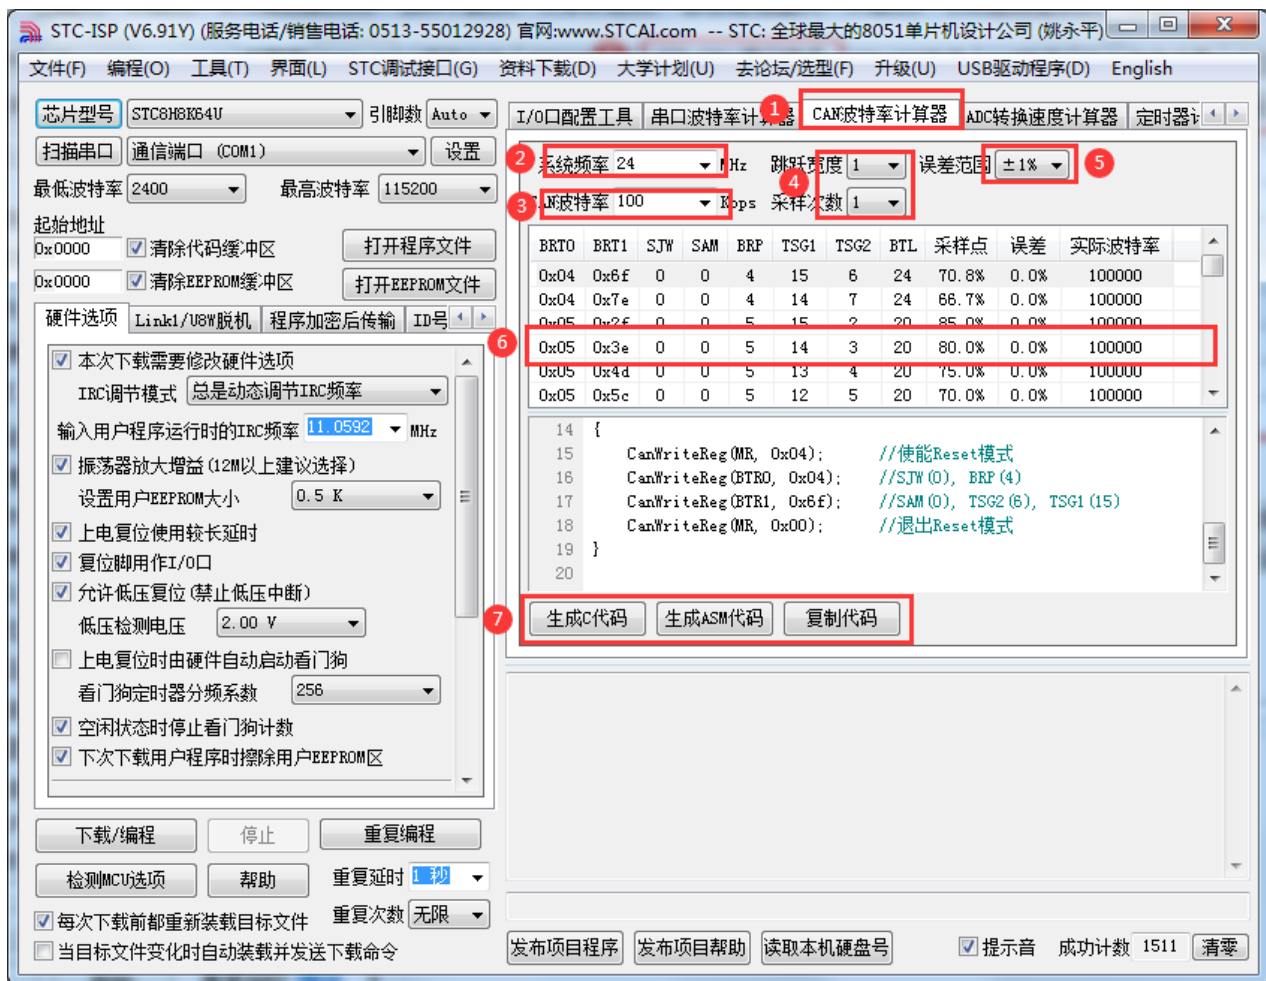 STC-ISP (V6.91Y) (服务电话/销售电话: 0513-55012928) 官网:www.STCAI.com -- STC: 全球最大的8051单片机设计公司 (姚永平)
文件(F) 编程(O) 工具(T) 界面(L) STC调试接口(G) 资料下载(D) 大学计划(U) 去论坛/选型(F) 升级(U) USB驱动程序(D) English
芯片型号 STC8H8K64U 引脚数 Auto
扫描串口 通信端口 (COM1) 设置
最低波特率 2400 最高波特率 115200
起始地址
0x0000 清除代码缓冲区 打开程序文件
0x0000 清除EEPROM缓冲区 打开EEPROM文件
硬件选项 Link1/U8W脱机 程序加密后传输 ID号
本次下载需要修改硬件选项
IRC调节模式 总是动态调节IRC频率
输入用户程序运行时的IRC频率 11.0592 MHz
振荡器放大增益(12M以上建议选择)
设置用户EEPROM大小 0.5 K
上电复位使用较长延时
复位脚用作I/O口
允许低压复位(禁止低压中断)
低压检测电压 2.00 V
上电复位时由硬件自动启动看门狗
看门狗定时器分频系数 256
空闲状态时停止看门狗计数
下次下载用户程序时擦除用户EEPROM区
下载/编程 停止 重复编程
检测MCU选项 帮助 重复延时 1 秒
每次下载前都重新装载目标文件 重复次数 无限
当目标文件变化时自动装载并发送下载命令
I/O口配置工具 串口波特率计算器 1 CAN波特率计算器 ADC转换速度计算器 定时器计
2 系统频率 24 MHz 跳跃宽度 1 误差范围 ±1% 5
3 CAN波特率 100 Kbps 4 采样次数 1
BRT0 BRT1 SJW SAM BRP TSG1 TSG2 BTL 采样点 误差 实际波特率
0x04 0x6f 0 0 4 15 6 24 70.8% 0.0% 100000
0x04 0x7e 0 0 4 14 7 24 66.7% 0.0% 100000
0x05 0x2f 0 0 5 15 2 20 85.0% 0.0% 100000
6 0x05 0x3e 0 0 5 14 3 20 80.0% 0.0% 100000
0x05 0x4d 0 0 5 13 4 20 75.0% 0.0% 100000
0x05 0x5c 0 0 5 12 5 20 70.0% 0.0% 100000
14 {
15 CanWriteReg(MR, 0x04); //使能Reset模式
16 CanWriteReg(BTR0, 0x04); //SJW(0), BRP(4)
17 CanWriteReg(BTR1, 0x6f); //SAM(0), TSG2(6), TSG1(15)
18 CanWriteReg(MR, 0x00); //退出Reset模式
19 }
20
7 生成C代码 生成ASM代码 复制代码
发布项目程序 发布项目帮助 读取本机硬盘号 提示音 成功计数 1511 清零